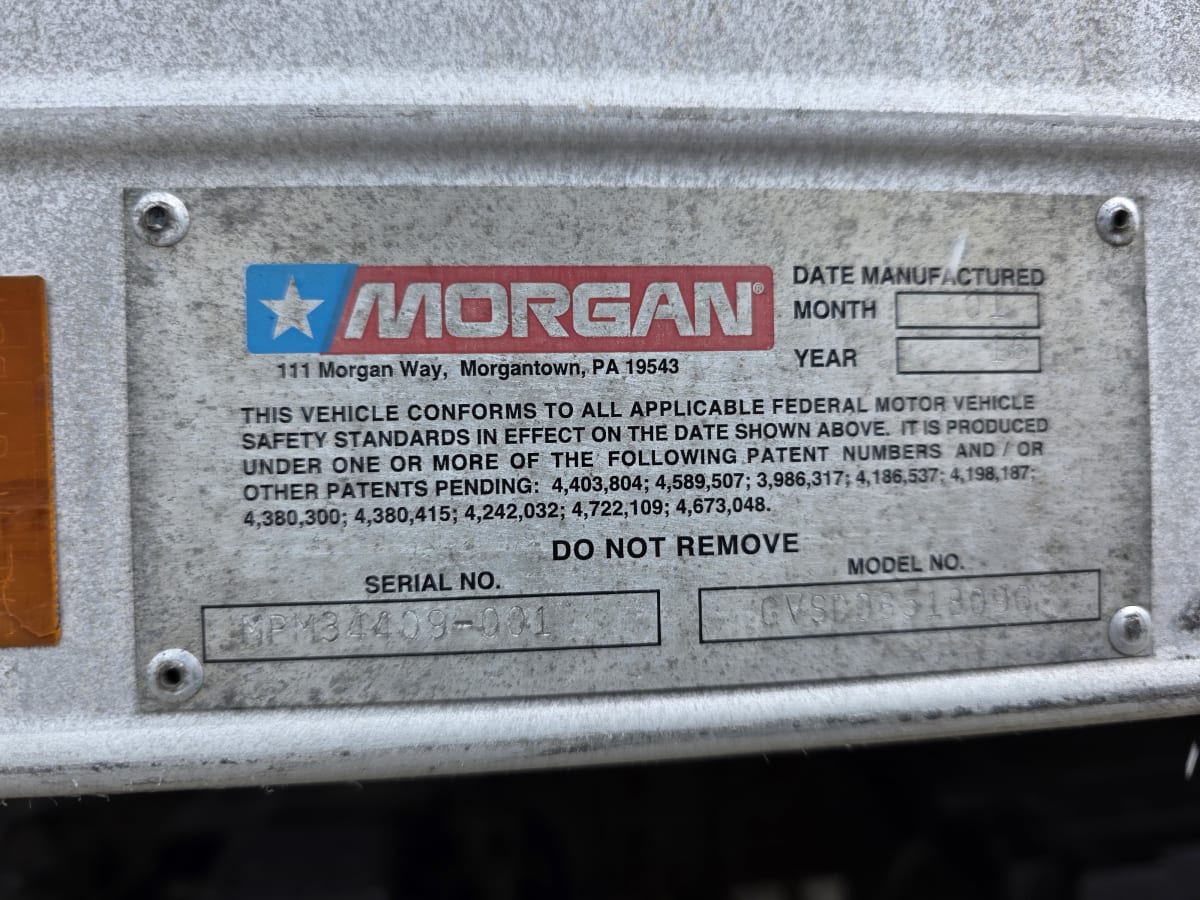 MORGAN®
111 Morgan Way, Morgantown, PA 19543
DATE MANUFACTURED
MONTH 01
YEAR
THIS VEHICLE CONFORMS TO ALL APPLICABLE FEDERAL MOTOR VEHICLE
SAFETY STANDARDS IN EFFECT ON THE DATE SHOWN ABOVE. IT IS PRODUCED
UNDER ONE OR MORE OF THE FOLLOWING PATENT NUMBERS AND / OR
OTHER PATENTS PENDING: 4,403,804; 4,589,507; 3,986,317; 4,186,537; 4,198,187;
4,380,300; 4,380,415; 4,242,032; 4,722,109; 4,673,048.
DO NOT REMOVE
SERIAL NO.
MPM34409-001
MODEL NO.